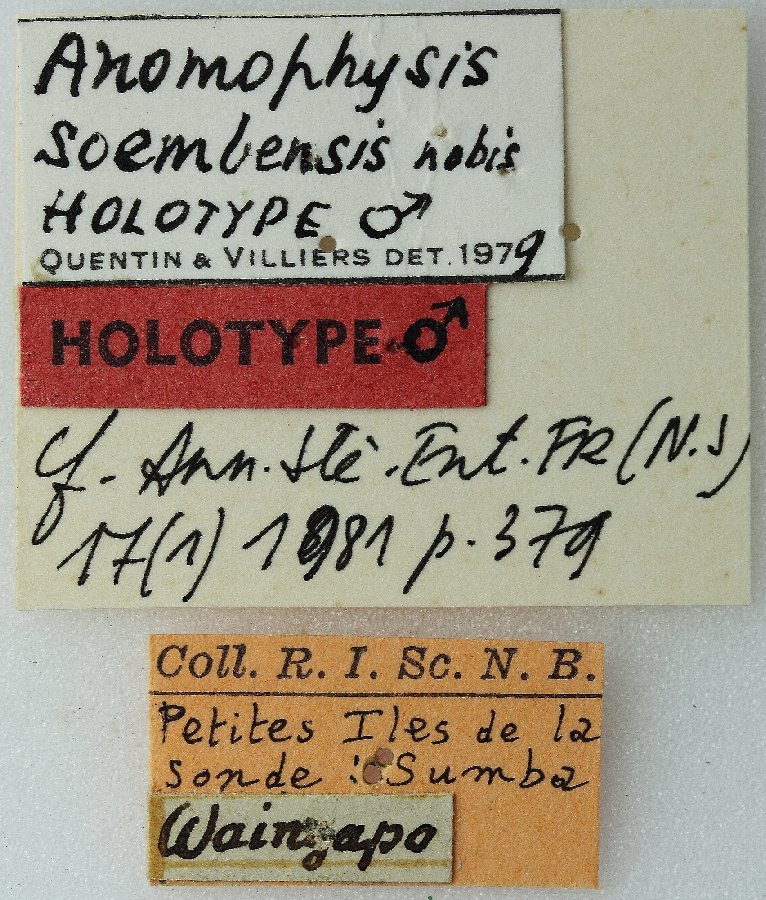 Anomophysis
soembensis nobis
HOLOTYPE ♂
QUENTIN & VILLIERS DET. 1979
HOLOTYPE ♂
cf. Ann. Sté. Ent. FR (N.S)
17(1) 1981 p. 379
Coll. R. I. Sc. N. B.
Petites Iles de la
sonde : Sumba
Waingapo